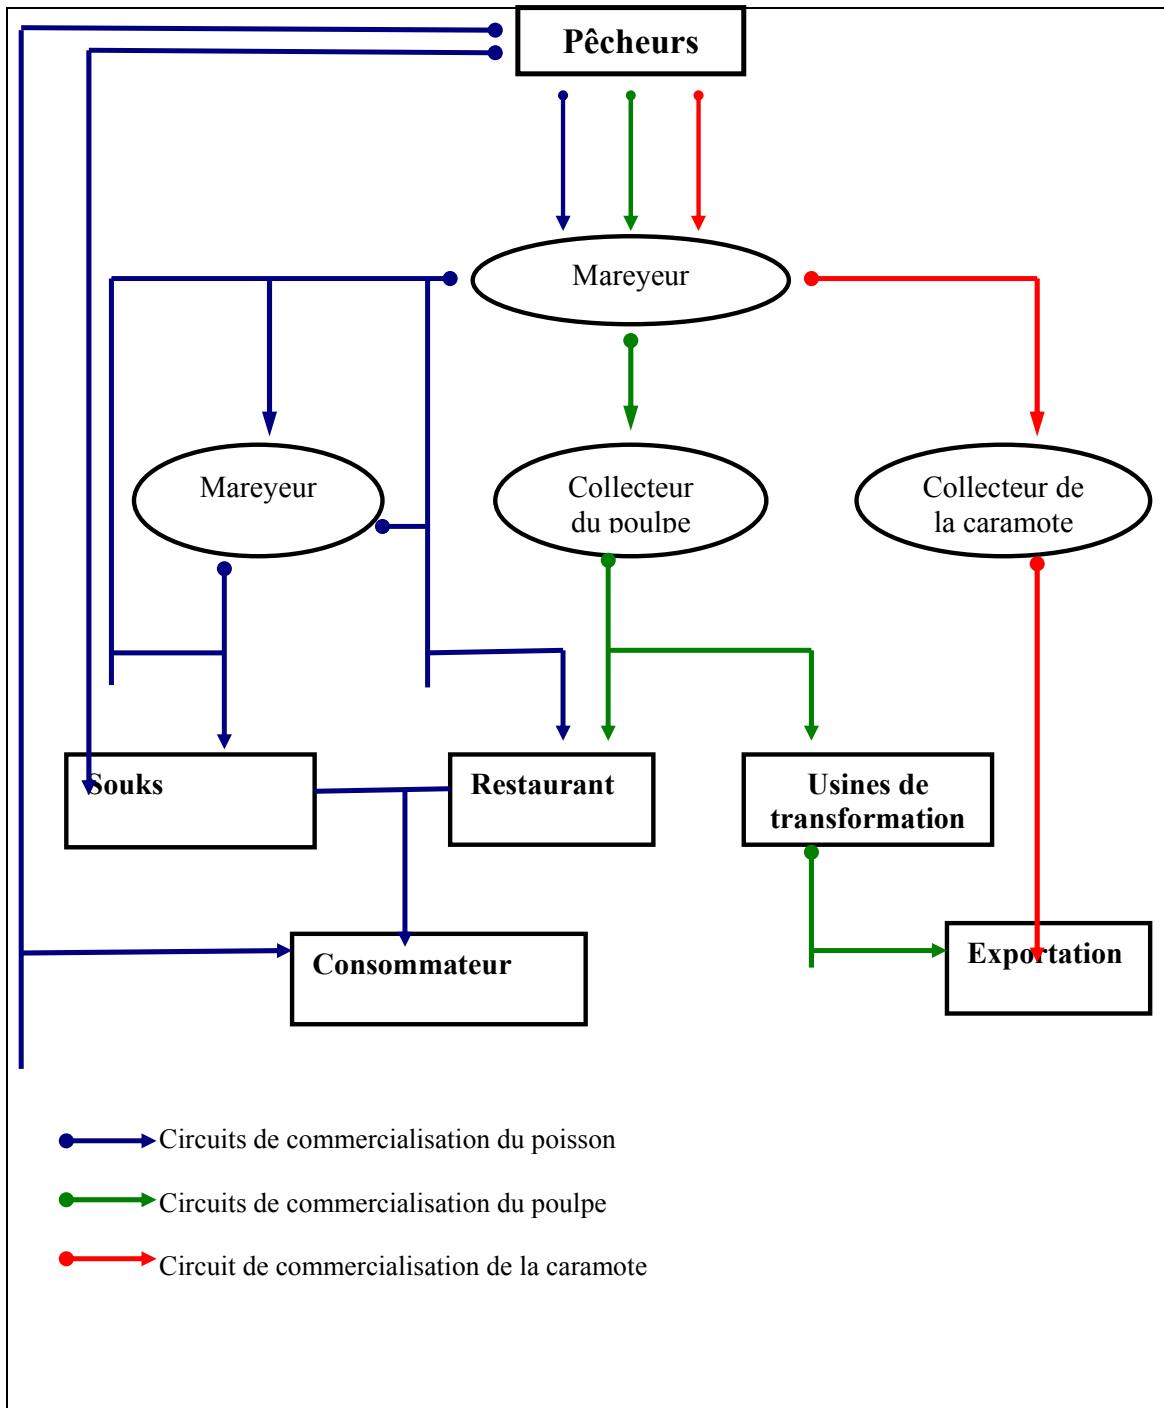 Pêcheurs
Mareyeur
Mareyeur
Collecteur
du poulpe
Collecteur de
la caramote
Souks
Restaurant
Usines de
transformation
Consommateur
Exportation
Circuits de commercialisation du poisson
Circuits de commercialisation du poulpe
Circuit de commercialisation de la caramote